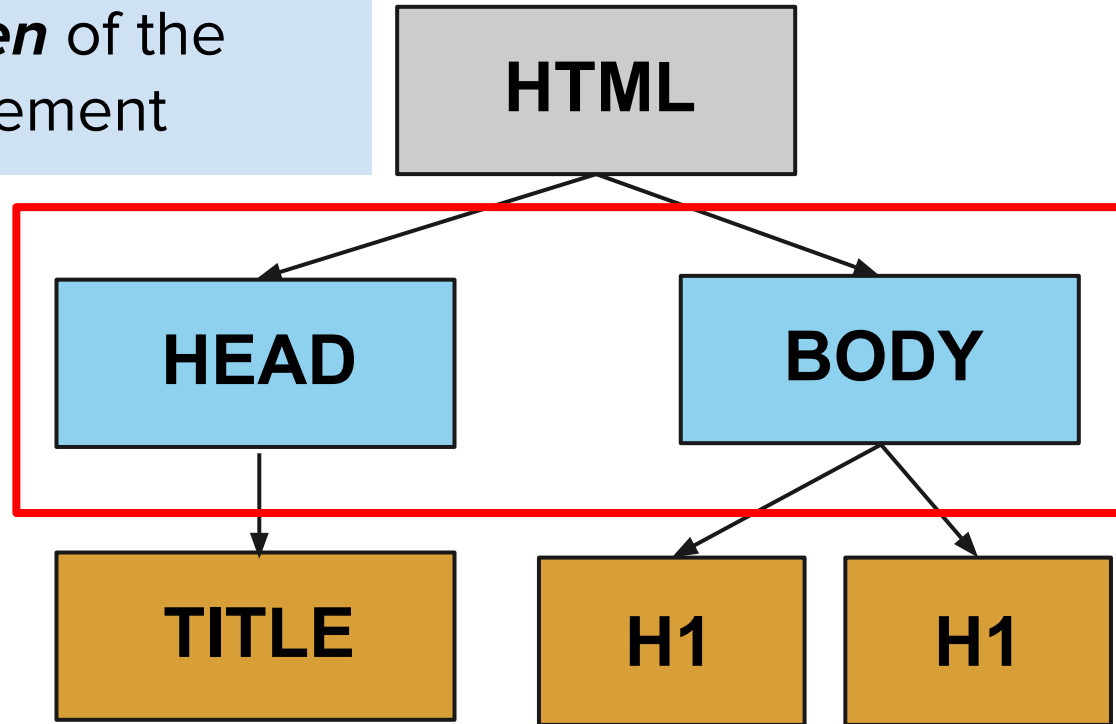 en of the
ement
HTML
HEAD
BODY
TITLE
H1
H1